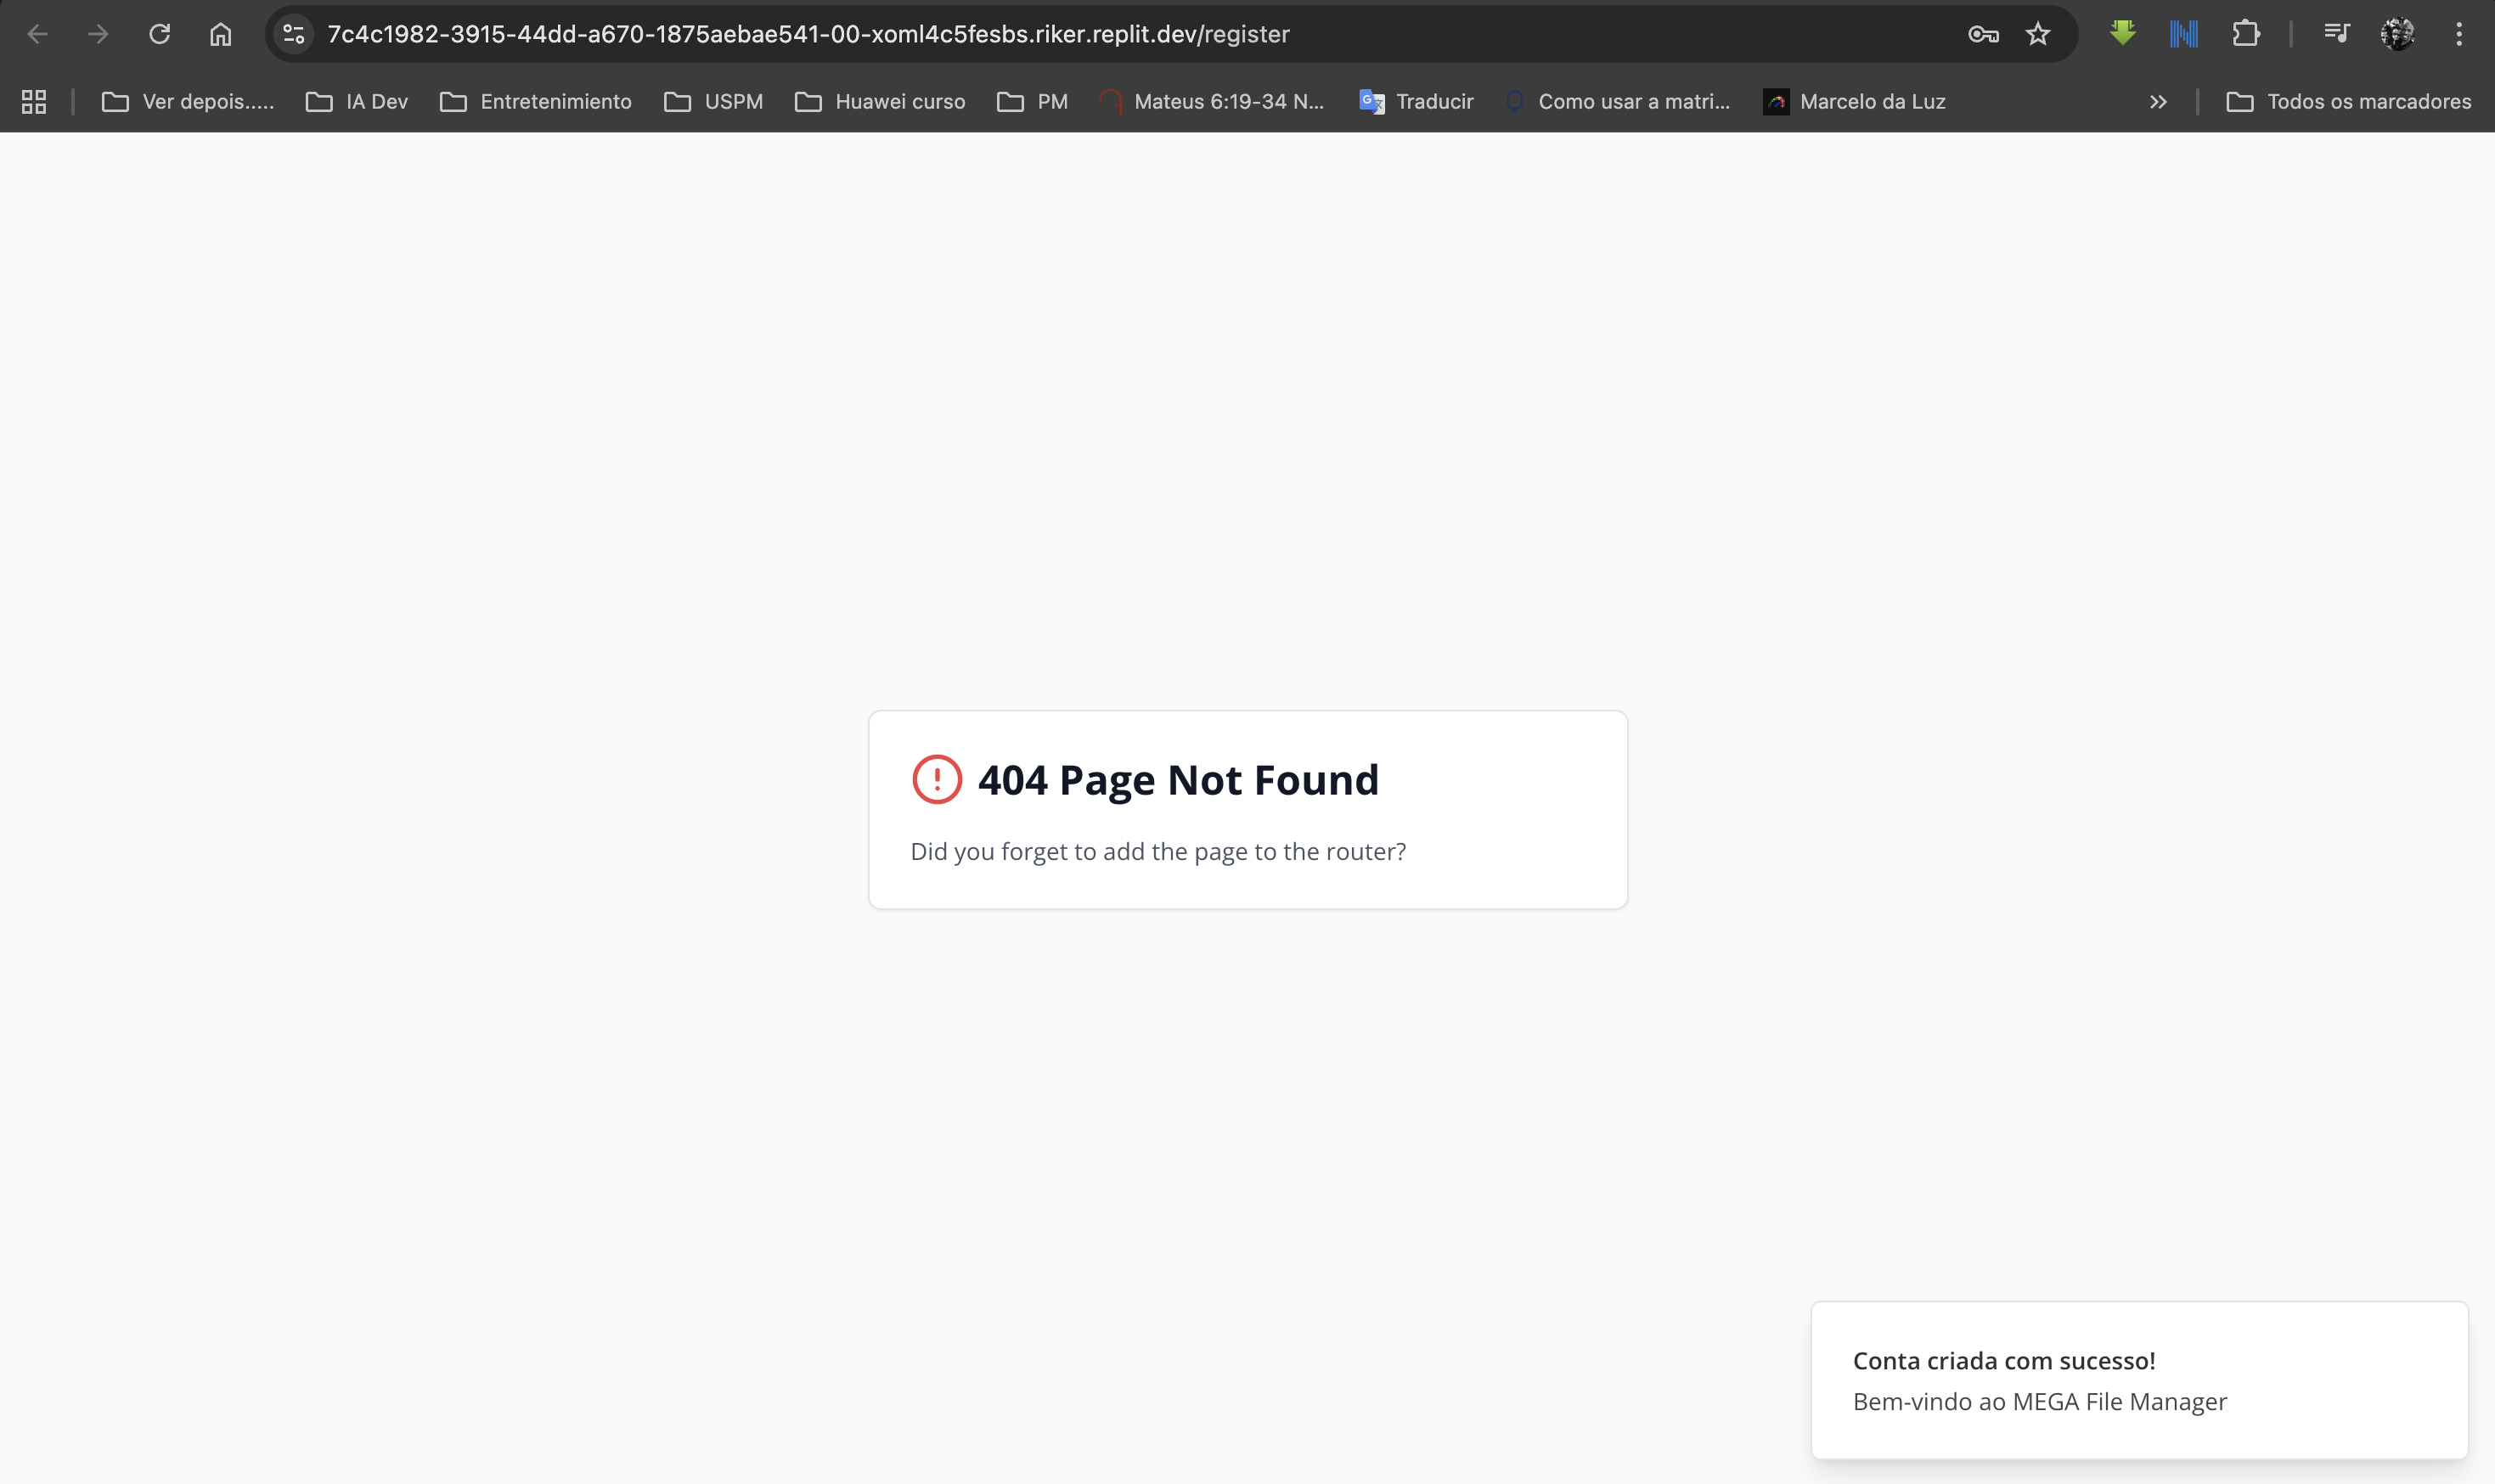 7c4c1982-3915-44dd-a670-1875aebae541-00-xoml4c5fesbs.riker.replit.dev/register
Ver depois..... IA Dev Entretenimiento USPM Huawei curso PM Mateus 6:19-34 N... Traducir Como usar a matri... Marcelo da Luz Todos os marcadores
404 Page Not Found
Did you forget to add the page to the router?
Conta criada com sucesso!
Bem-vindo ao MEGA File Manager